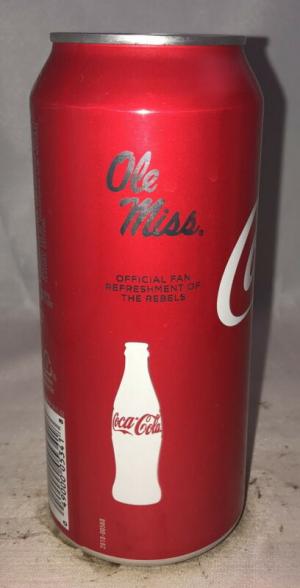 Ole
Miss.
OFFICIAL FAN
REFRESHMENT OF
THE REBELS
Coca-Cola